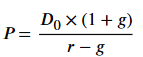 P = D₀ × (1 + g) / r − g